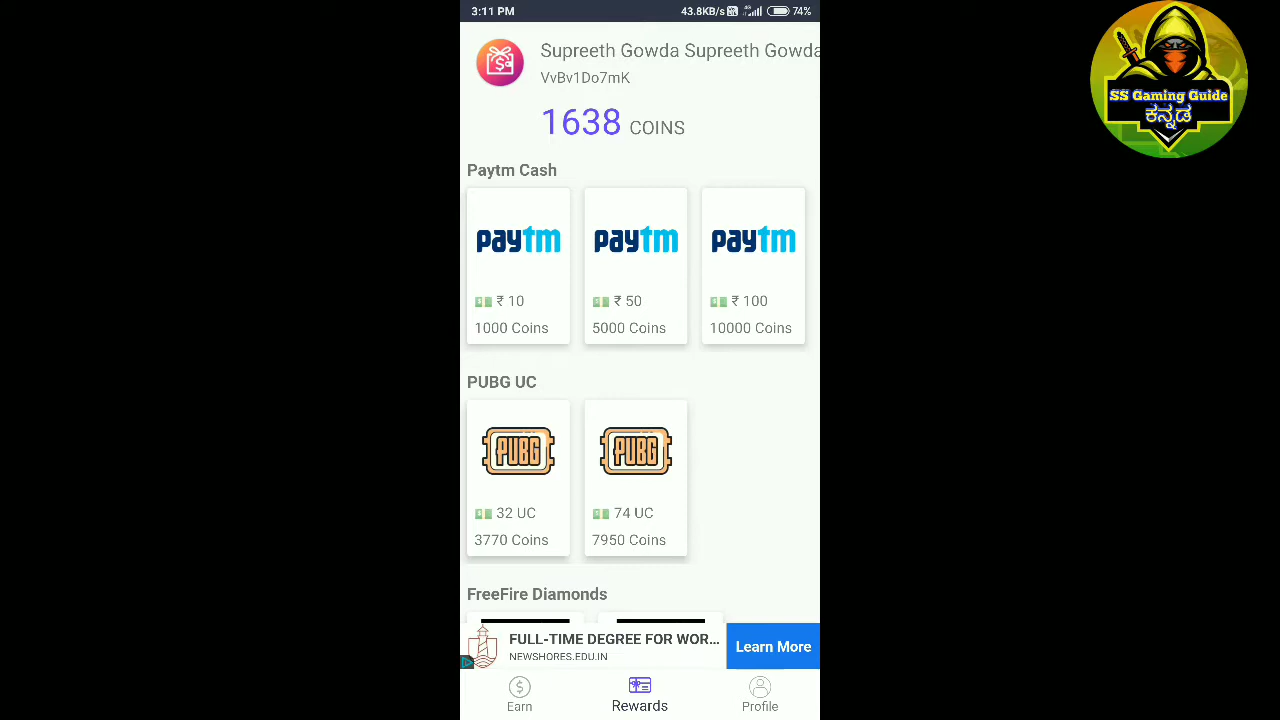 3:11 PM
43.8KB/s
4G
74%
SS Gaming Guide
ಕನ್ನಡ
Supreeth Gowda Supreeth Gowda
VvBv1Do7mK
1638 COINS
Paytm Cash
paytm paytm paytm
₹ 10 ₹ 50 ₹ 100
1000 Coins 5000 Coins 10000 Coins
PUBG UC
PUBG PUBG
32 UC 74 UC
3770 Coins 7950 Coins
FreeFire Diamonds
FULL-TIME DEGREE FOR WOR...
NEWSHORES.EDU.IN
Learn More
Earn Rewards Profile